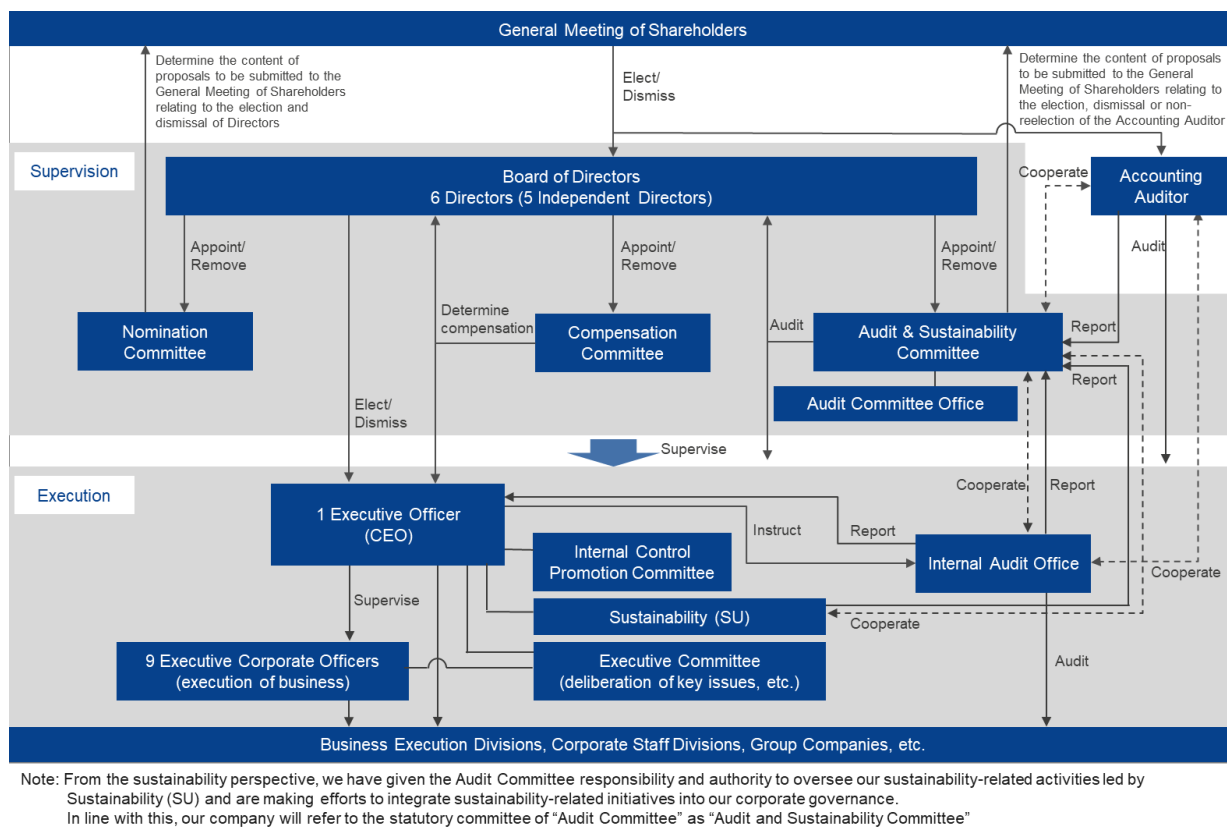 General Meeting of Shareholders
Determine the content of
proposals to be submitted to the
General Meeting of Shareholders
relating to the election and
dismissal of Directors
Elect/
Dismiss
Determine the content of proposals
to be submitted to the General
Meeting of Shareholders relating to
the election, dismissal or non-
reelection of the Accounting Auditor
Supervision
Board of Directors
6 Directors (5 Independent Directors)
Cooperate
Accounting
Auditor
Appoint/
Remove
Appoint/
Remove
Appoint/
Remove
Audit
Nomination
Committee
Determine
compensation
Compensation
Committee
Audit
Audit & Sustainability
Committee
Report
Report
Audit Committee Office
Elect/
Dismiss
Supervise
Execution
1 Executive Officer
(CEO)
Cooperate
Report
Instruct
Report
Internal Control
Promotion Committee
Internal Audit Office
Cooperate
Supervise
Sustainability (SU)
Cooperate
9 Executive Corporate Officers
(execution of business)
Executive Committee
(deliberation of key issues, etc.)
Audit
Business Execution Divisions, Corporate Staff Divisions, Group Companies, etc.
Note: From the sustainability perspective, we have given the Audit Committee responsibility and authority to oversee our sustainability-related activities led by
Sustainability (SU) and are making efforts to integrate sustainability-related initiatives into our corporate governance.
In line with this, our company will refer to the statutory committee of “Audit Committee” as “Audit and Sustainability Committee”